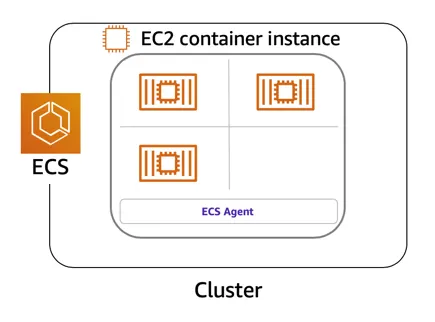 EC2 container instance
ECS
ECS Agent
Cluster